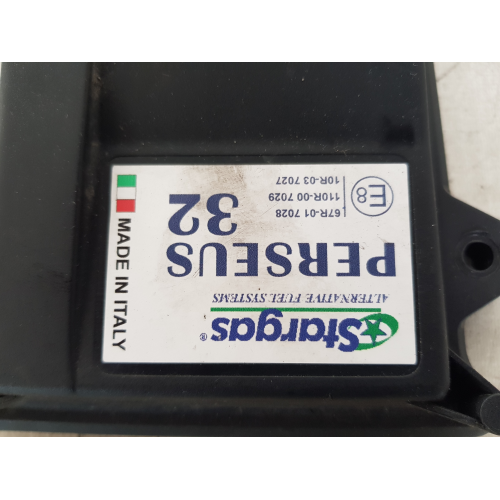 Stargas®
ALTERNATIVE FUEL SYSTEMS
PERSEUS
32
E8
67R-01 7028
110R-00 7029
10R-03 7027
MADE IN ITALY